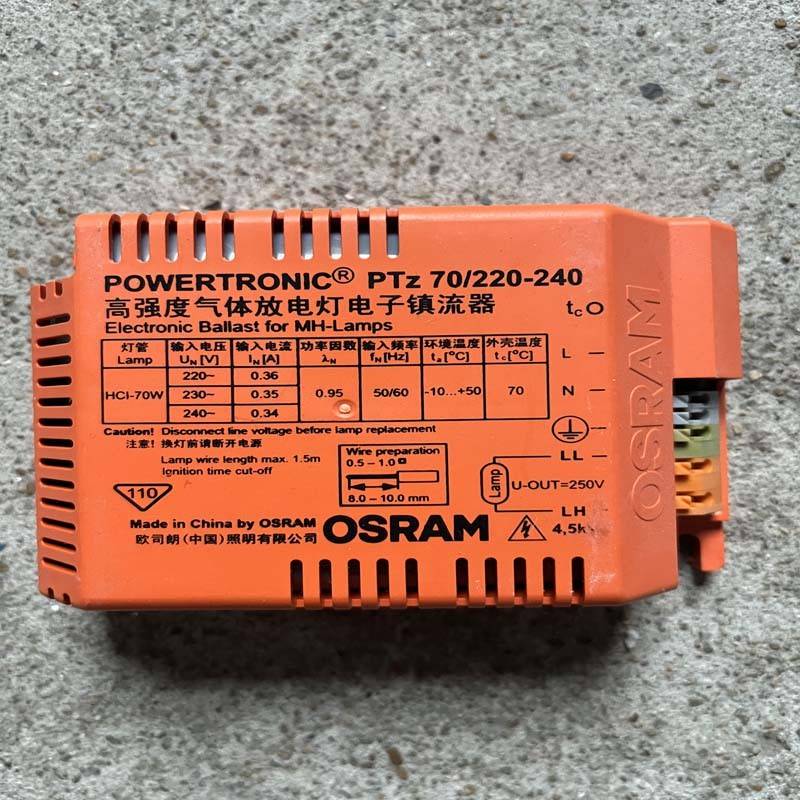 POWERTRONIC® PTz 70/220-240
高强度气体放电灯电子镇流器
Electronic Ballast for MH-Lamps
灯管 输入电压 输入电流 功率因数 输入频率 环境温度 外壳温度
Lamp UN [V] IN [A] λN fN [Hz] ta [°C] tc [°C]
HCI-70W 220~ 0.36 0.95 50/60 -10...+50 70
230~ 0.35
240~ 0.34
Caution! Disconnect line voltage before lamp replacement
注意! 换灯前请断开电源
Lamp wire length max. 1.5m
Ignition time cut-off
Wire preparation
0.5 – 1.0
8.0 – 10.0 mm
110
Made in China by OSRAM
欧司朗(中国)照明有限公司
OSRAM
tc
L
N
LL
Lamp
U-OUT=250V
LH
4,5k
OSRAM